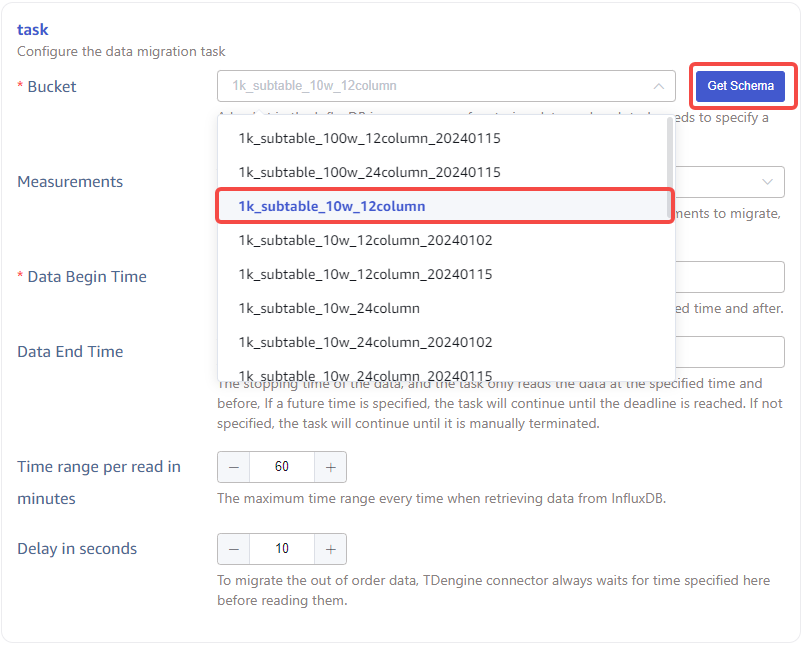 task
Configure the data migration task
* Bucket
1k_subtable_10w_12column
Get Schema
eds to specify a
1k_subtable_100w_12column_20240115
1k_subtable_100w_24column_20240115
Measurements
1k_subtable_10w_12column
ments to migrate,
1k_subtable_10w_12column_20240102
1k_subtable_10w_12column_20240115
* Data Begin Time
1k_subtable_10w_24column
ed time and after.
1k_subtable_10w_24column_20240102
Data End Time
1k_subtable_10w_24column_20240115
The stopping time of the data, and the task only reads the data at the specified time and
before, If a future time is specified, the task will continue until the deadline is reached. If not
specified, the task will continue until it is manually terminated.
Time range per read in
minutes
− 60 +
The maximum time range every time when retrieving data from InfluxDB.
Delay in seconds
− 10 +
To migrate the out of order data, TDengine connector always waits for time specified here
before reading them.